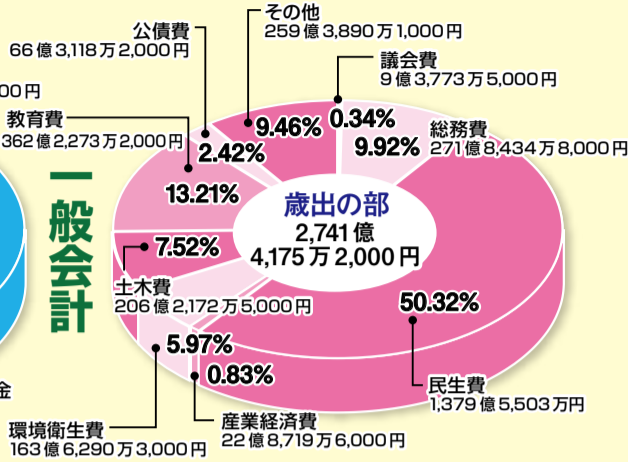 その他
259億3,890万1,000円
公債費
66億3,118万2,000円
議会費
9億3,773万5,000円
00円
教育費
362億2,273万2,000円
総務費
271億8,434万8,000円
9.46%
0.34%
9.92%
2.42%
13.21%
一般会計
歳出の部
2,741億
4,175万2,000円
7.52%
土木費
206億2,172万5,000円
50.32%
5.97%
0.83%
民生費
1,379億5,503万円
金
産業経済費
22億8,719万6,000円
環境衛生費
163億6,290万3,000円